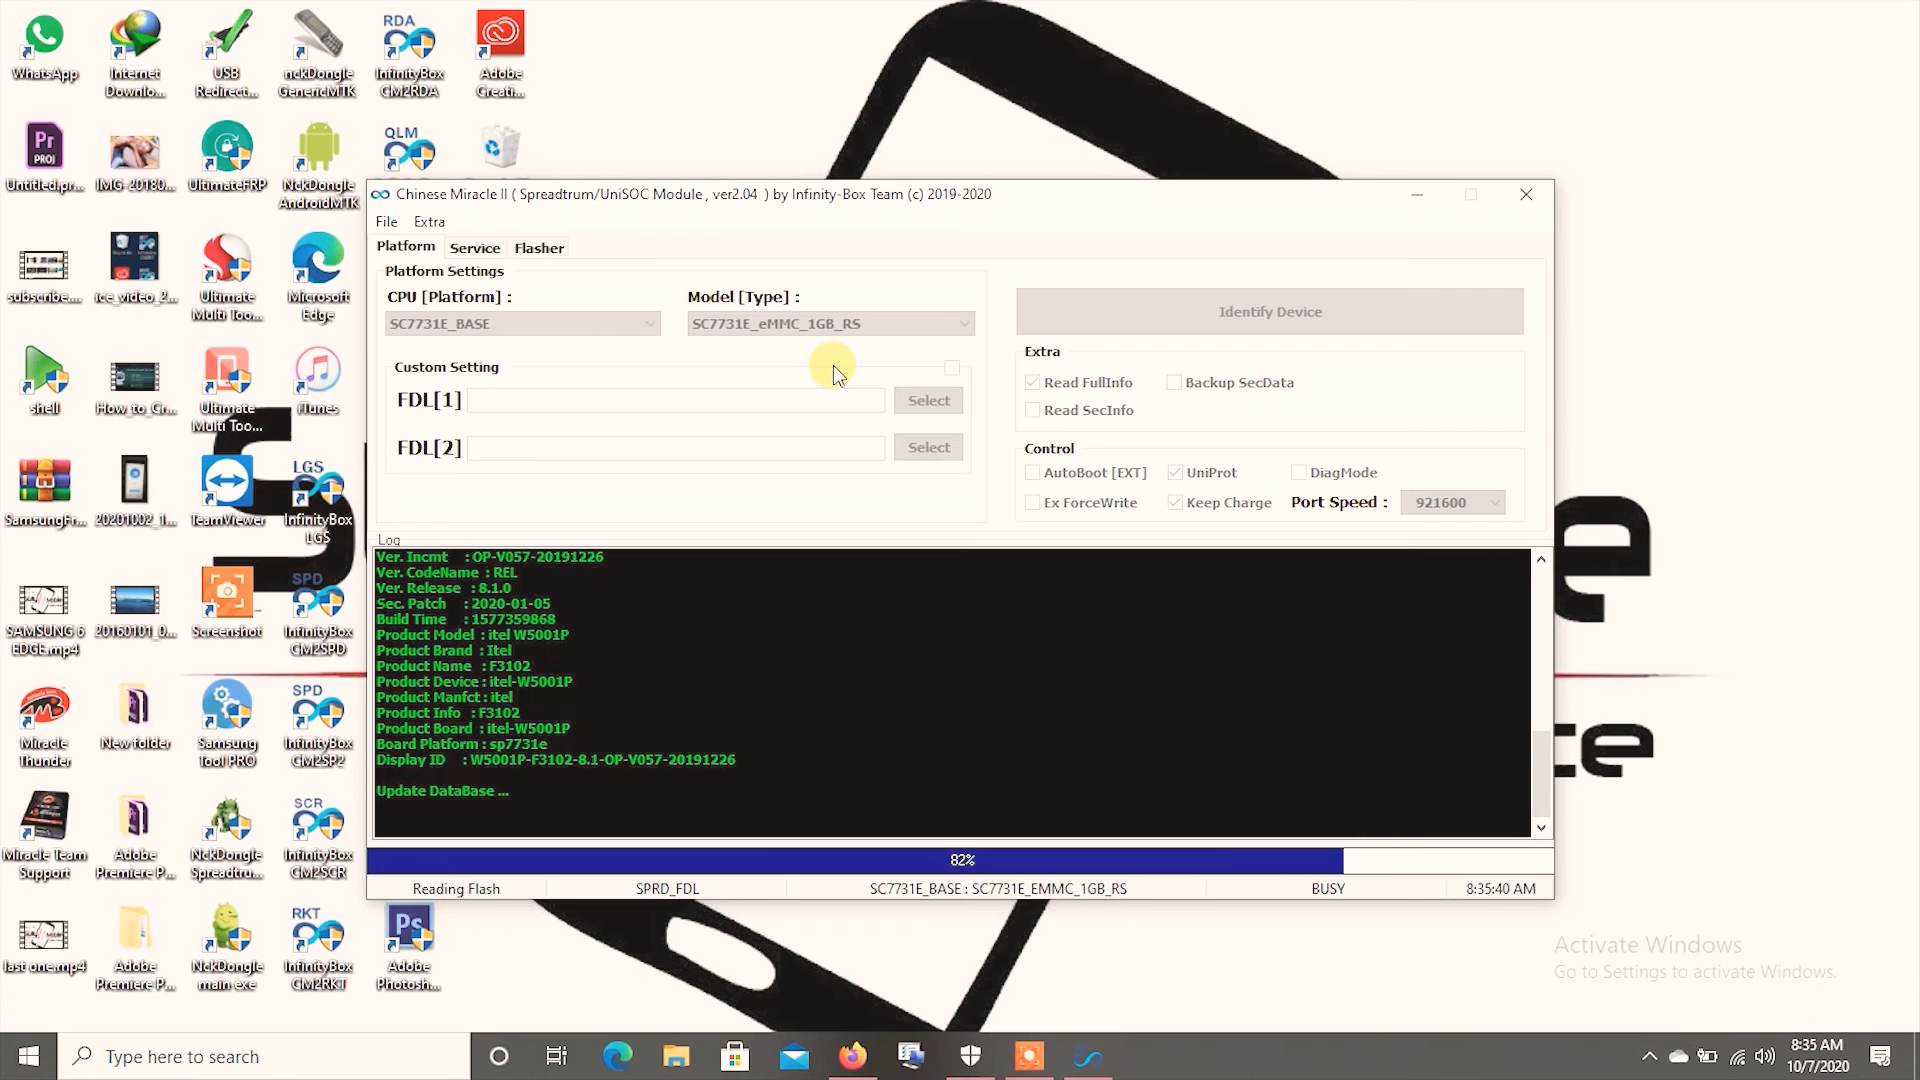 WhatsApp
Internet
Downlo...
USB
Redirect...
nckDongle
GenericMTK
RDA
InfinityBox
CM2RDA
Adobe
Creati...
Pr
PROJ
Untitled.pr...
IMG-20180...
UltimateFRP
NckDongle
AndroidMTK
QLM
subscribe....
ice_video_2...
Ultimate
Multi Too...
Microsoft
Edge
shell
How_to_Cr...
Ultimate
Multi Too...
iTunes
SamsungFr...
20201002_1...
TeamViewer
LGS
InfinityBox
LGS
SAMSUNG 6
EDGE.mp4
20160101_0...
Screenshot
SPD
InfinityBox
CM2SPD
Miracle
Thunder
New folder
Samsung
Tool PRO
SPD
InfinityBox
CM2SP2
Miracle Team
Support
Adobe
Premiere P...
NckDongle
Spreadtru...
SCR
InfinityBox
CM2SCR
last one.mp4
Adobe
Premiere P...
NckDongle
main exe
RKT
InfinityBox
CM2RKT
Ps
Adobe
Photosh...
Chinese Miracle II ( Spreadtrum/UniSOC Module , ver2.04 ) by Infinity-Box Team (c) 2019-2020
File Extra
Platform Service Flasher
Platform Settings
CPU [Platform] : Model [Type] :
SC7731E_BASE SC7731E_eMMC_1GB_RS
Custom Setting
FDL[1] Select
FDL[2] Select
Identify Device
Extra
Read FullInfo Backup SecData
Read SecInfo
Control
AutoBoot [EXT] UniProt DiagMode
Ex ForceWrite Keep Charge Port Speed : 921600
Log
Ver. Incmt : OP-V057-20191226
Ver. CodeName : REL
Ver. Release : 8.1.0
Sec. Patch : 2020-01-05
Build Time : 1577359868
Product Model : itel W5001P
Product Brand : Itel
Product Name : F3102
Product Device : itel-W5001P
Product Manfct : itel
Product Info : F3102
Product Board : itel-W5001P
Board Platform : sp7731e
Display ID : W5001P-F3102-8.1-OP-V057-20191226
Update DataBase ...
82%
Reading Flash SPRD_FDL SC7731E_BASE : SC7731E_EMMC_1GB_RS BUSY 8:35:40 AM
Activate Windows
Go to Settings to activate Windows.
Type here to search
8:35 AM
10/7/2020